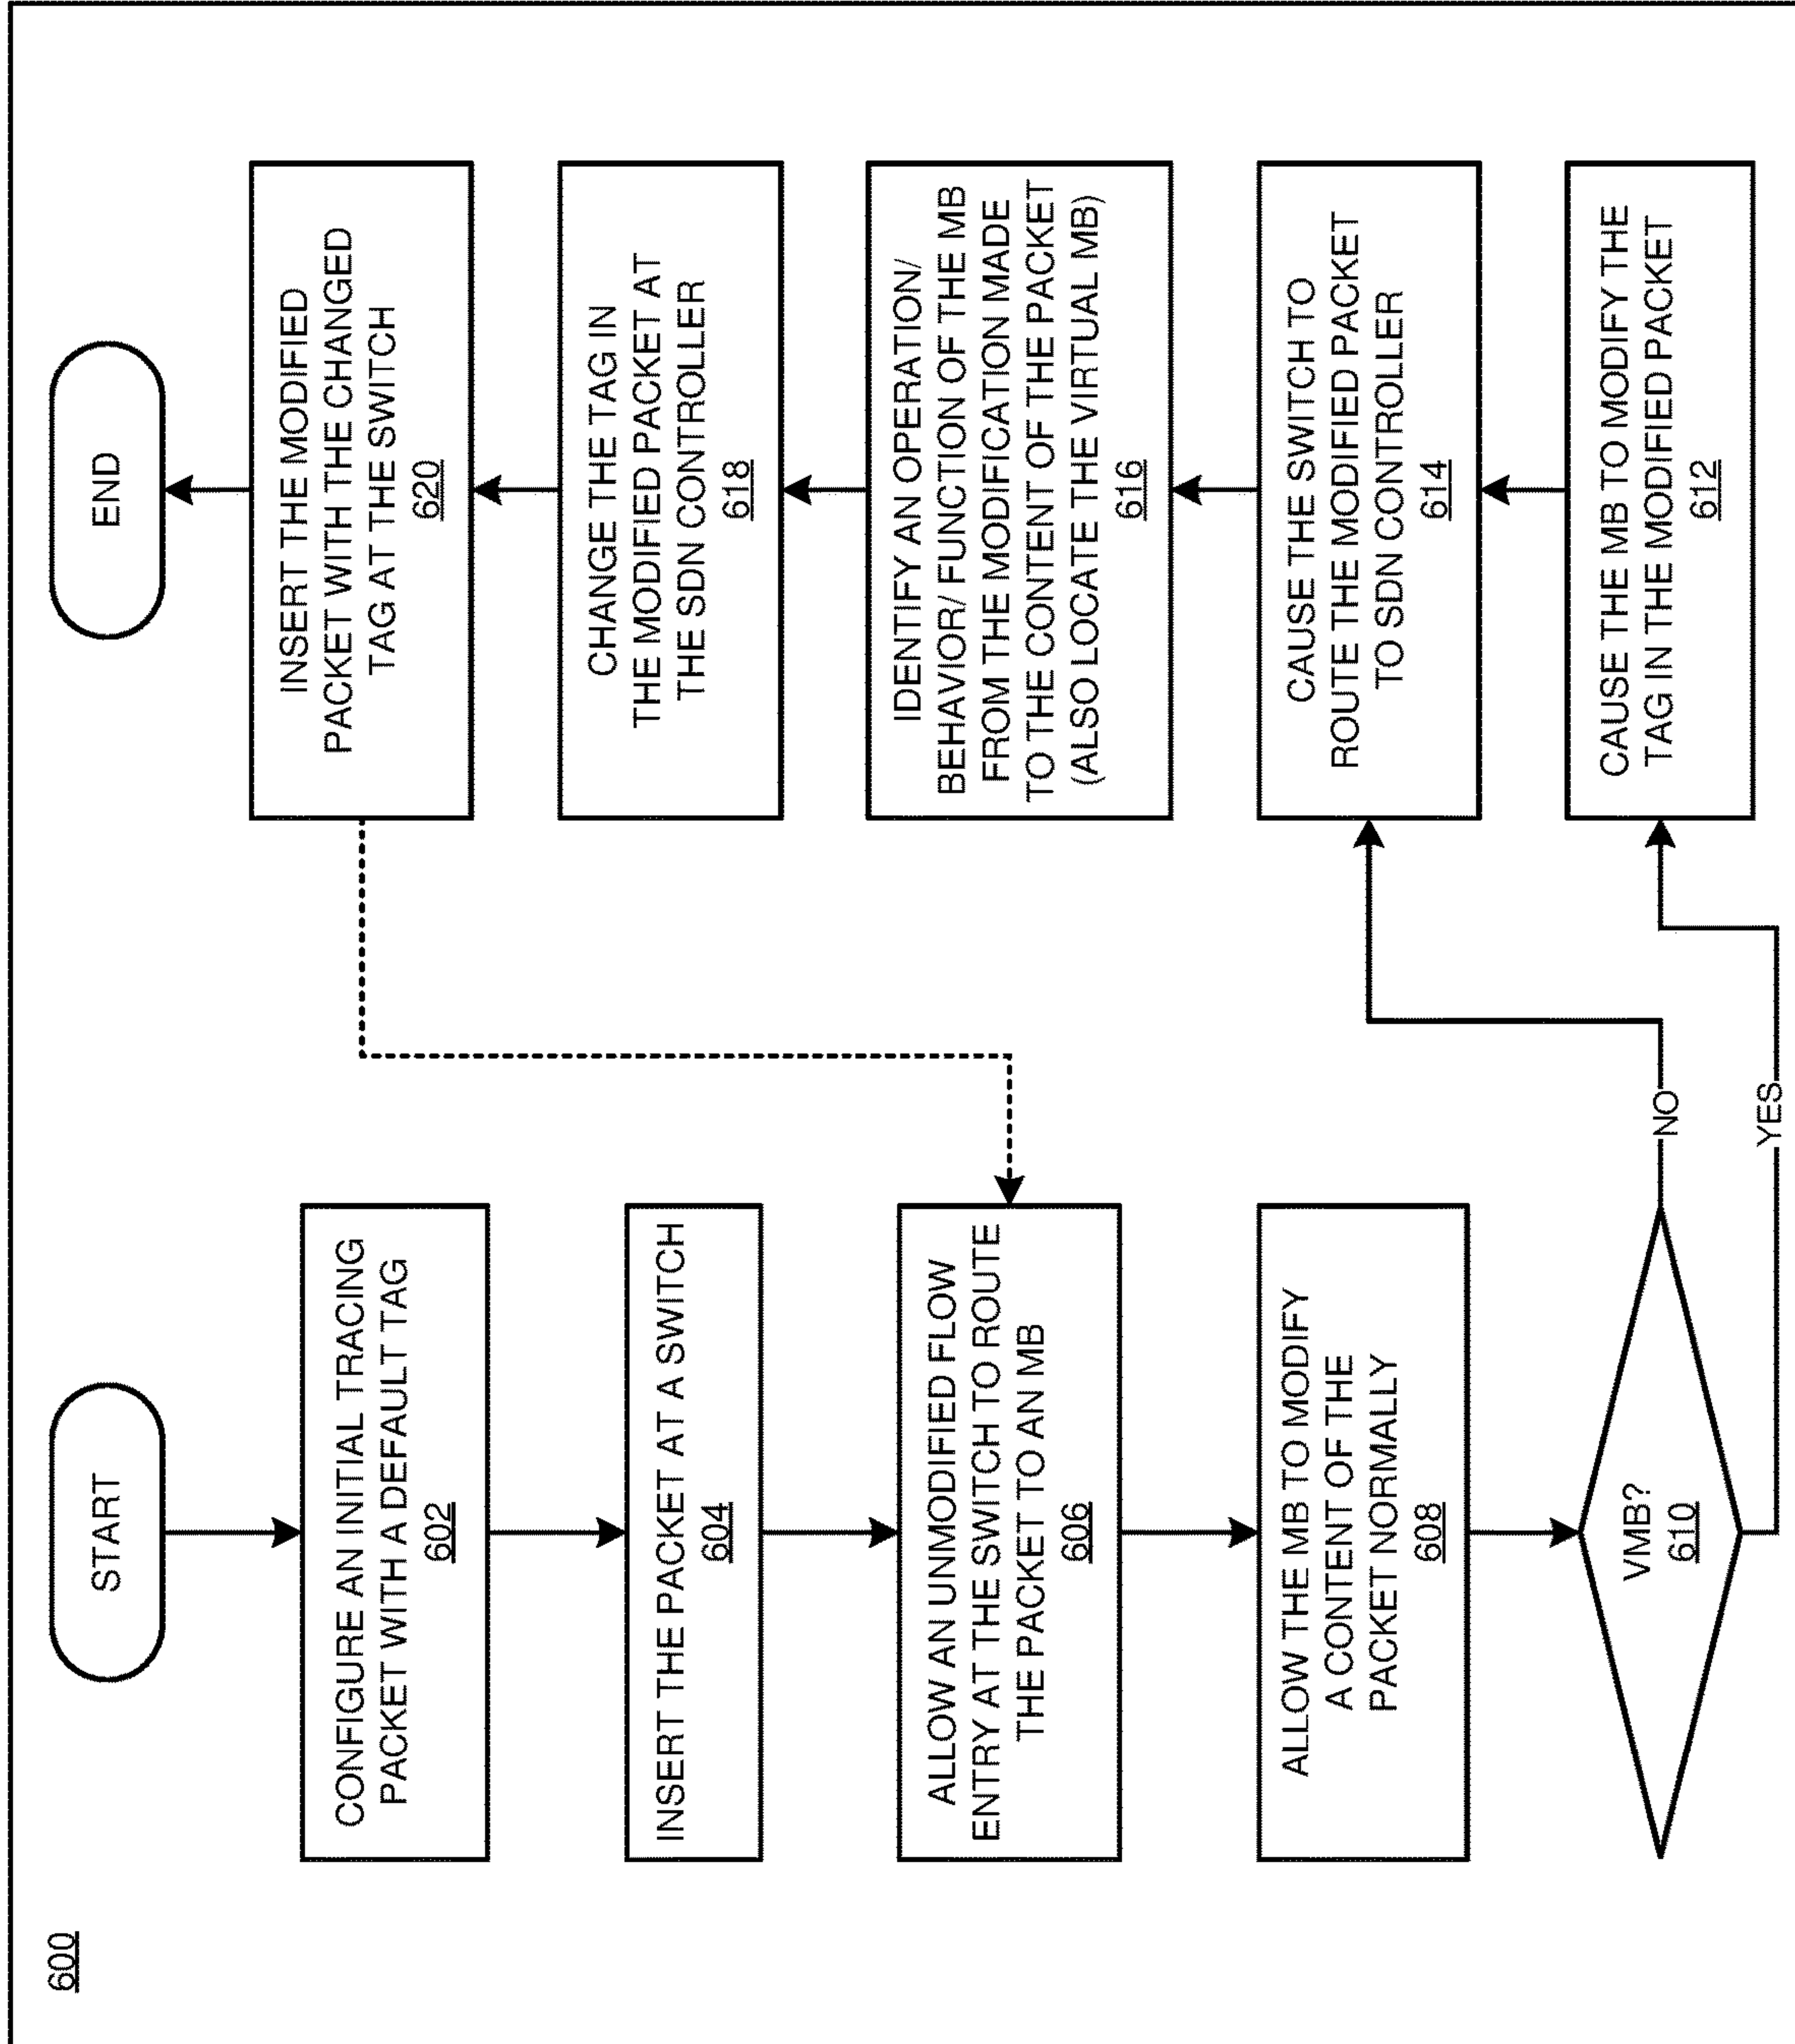 600
START
CONFIGURE AN INITIAL TRACING
PACKET WITH A DEFAULT TAG
602
INSERT THE PACKET AT A SWITCH
604
ALLOW AN UNMODIFIED FLOW
ENTRY AT THE SWITCH TO ROUTE
THE PACKET TO AN MB
606
ALLOW THE MB TO MODIFY
A CONTENT OF THE
PACKET NORMALLY
608
VMB?
610
NO
YES
CAUSE THE MB TO MODIFY THE
TAG IN THE MODIFIED PACKET
612
CAUSE THE SWITCH TO
ROUTE THE MODIFIED PACKET
TO SDN CONTROLLER
614
IDENTIFY AN OPERATION/
BEHAVIOR/ FUNCTION OF THE MB
FROM THE MODIFICATION MADE
TO THE CONTENT OF THE PACKET
(ALSO LOCATE THE VIRTUAL MB)
616
CHANGE THE TAG IN
THE MODIFIED PACKET AT
THE SDN CONTROLLER
618
INSERT THE MODIFIED
PACKET WITH THE CHANGED
TAG AT THE SWITCH
620
END